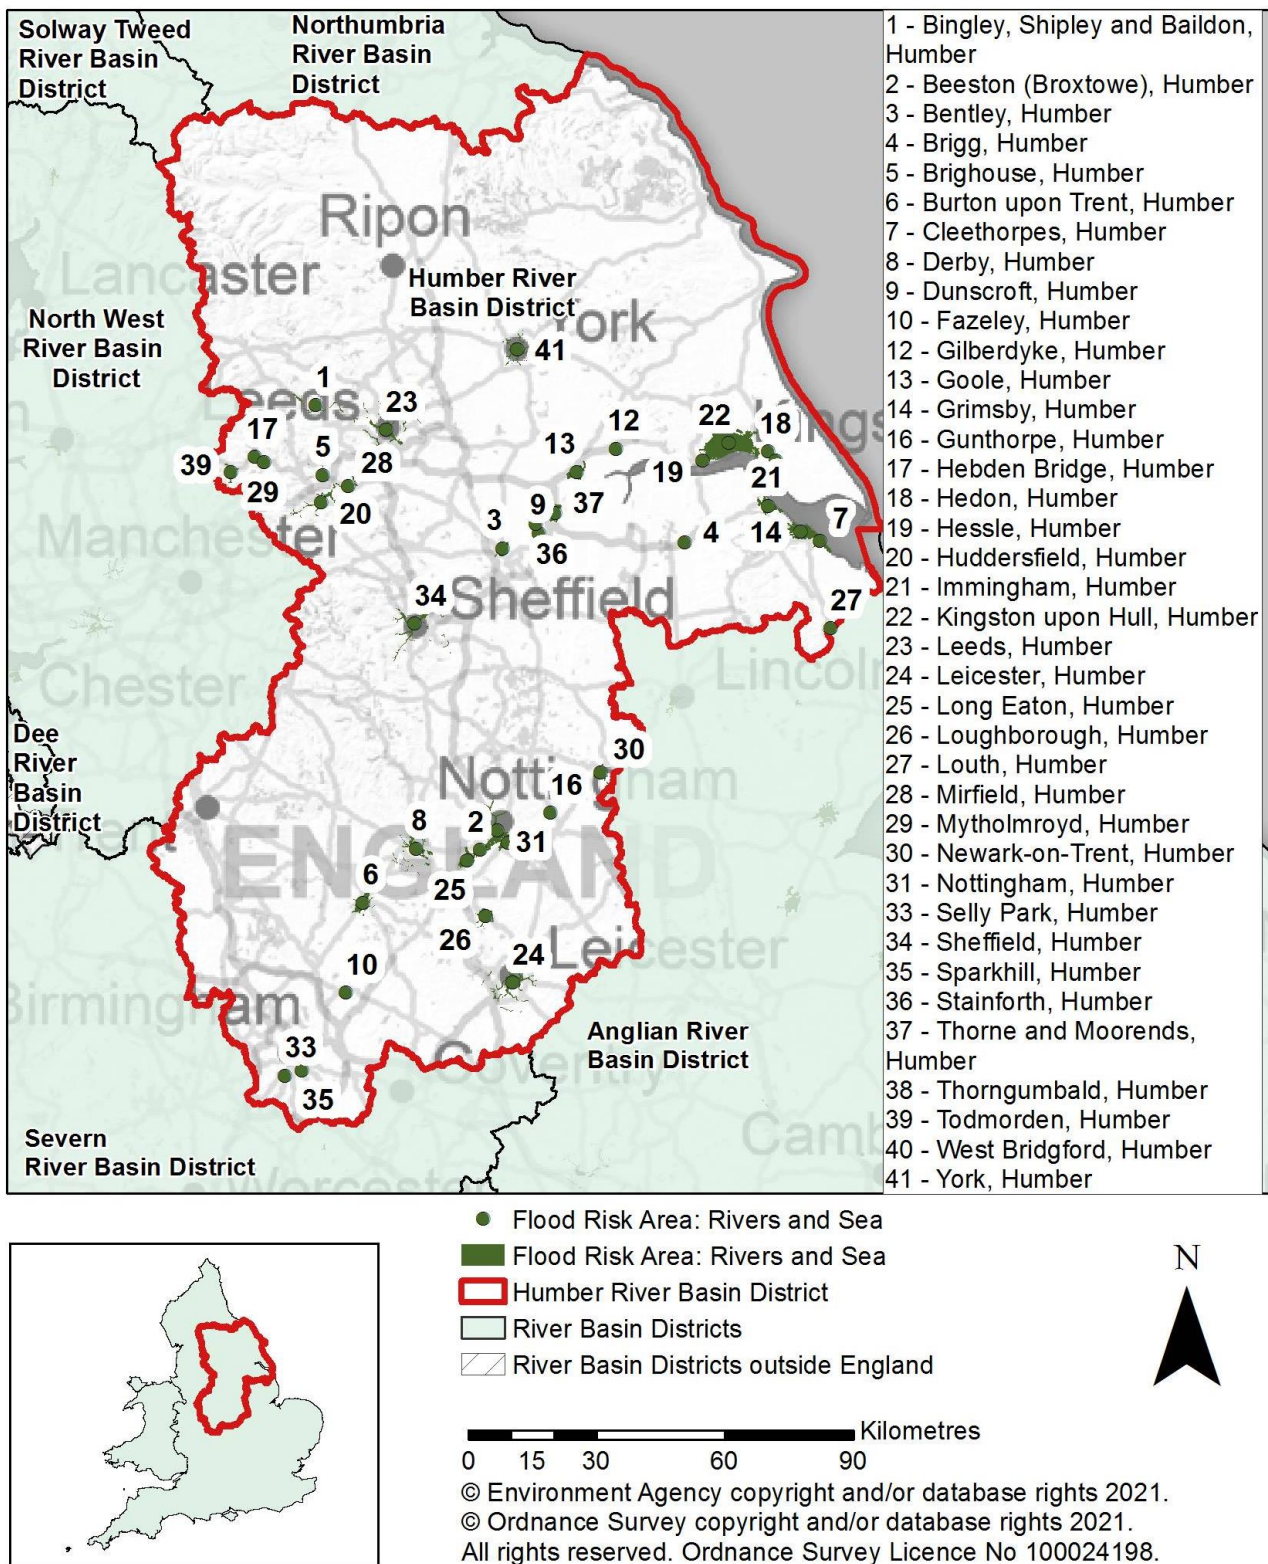 Solway Tweed
River Basin
District
Northumbria
River Basin
District
Ripon
Lancaster
Humber River
Basin District
York
North West
River Basin
District
41
1
Leeds
23
17
12
22
18
Kings
5
13
39
28
19
29
20
37
21
9
3
14
7
4
Manchester
36
34
Sheffield
27
Chester
Lincoln
Dee
River
Basin
District
30
Nottingham
16
8
2
31
ENGLAND
6
25
26
24
Leicester
10
Birmingham
Anglian River
Basin District
33
Coventry
35
Camb
Severn
River Basin District
Worcester
1 - Bingley, Shipley and Baildon,
Humber
2 - Beeston (Broxtowe), Humber
3 - Bentley, Humber
4 - Brigg, Humber
5 - Brighouse, Humber
6 - Burton upon Trent, Humber
7 - Cleethorpes, Humber
8 - Derby, Humber
9 - Dunscroft, Humber
10 - Fazeley, Humber
12 - Gilberdyke, Humber
13 - Goole, Humber
14 - Grimsby, Humber
16 - Gunthorpe, Humber
17 - Hebden Bridge, Humber
18 - Hedon, Humber
19 - Hessle, Humber
20 - Huddersfield, Humber
21 - Immingham, Humber
22 - Kingston upon Hull, Humber
23 - Leeds, Humber
24 - Leicester, Humber
25 - Long Eaton, Humber
26 - Loughborough, Humber
27 - Louth, Humber
28 - Mirfield, Humber
29 - Mytholmroyd, Humber
30 - Newark-on-Trent, Humber
31 - Nottingham, Humber
33 - Selly Park, Humber
34 - Sheffield, Humber
35 - Sparkhill, Humber
36 - Stainforth, Humber
37 - Thorne and Moorends,
Humber
38 - Thorngumbald, Humber
39 - Todmorden, Humber
40 - West Bridgford, Humber
41 - York, Humber
Flood Risk Area: Rivers and Sea
Flood Risk Area: Rivers and Sea
Humber River Basin District
River Basin Districts
River Basin Districts outside England
N
Kilometres
0 15 30 60 90
© Environment Agency copyright and/or database rights 2021.
© Ordnance Survey copyright and/or database rights 2021.
All rights reserved. Ordnance Survey Licence No 100024198.